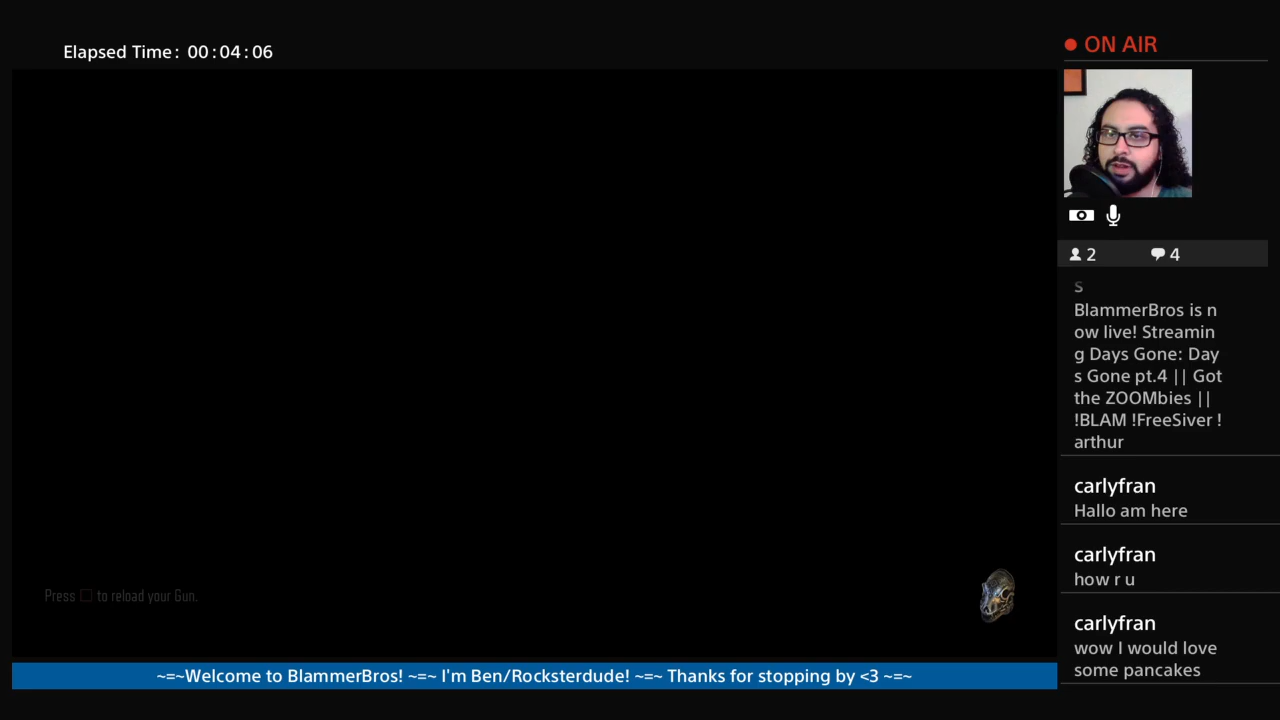 Elapsed Time: 00:04:06
ON AIR
2 4
s
BlammerBros is n
ow live! Streamin
g Days Gone: Day
s Gone pt.4 || Got
the ZOOMbies ||
!BLAM !FreeSiver !
arthur
carlyfran
Hallo am here
carlyfran
how r u
carlyfran
wow I would love
some pancakes
Press □ to reload your Gun.
~=~Welcome to BlammerBros! ~=~ I'm Ben/Rocksterdude! ~=~ Thanks for stopping by <3 ~=~